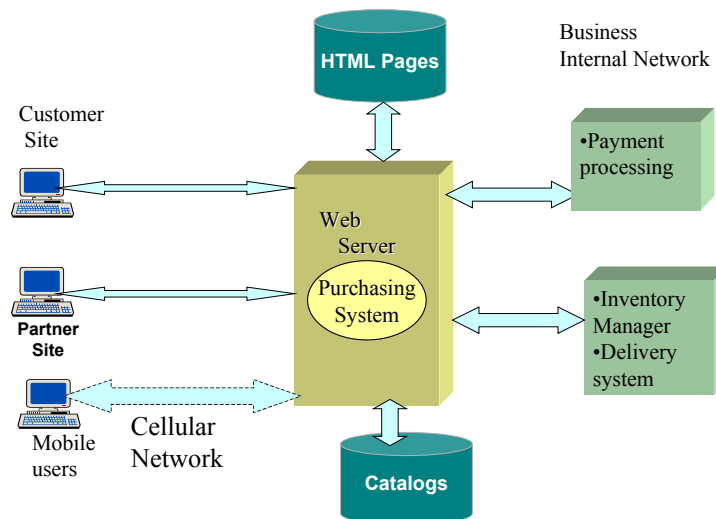 HTML Pages
Business
Internal Network
Customer
Site
•Payment
processing
Web
Server
Purchasing
System
Partner
Site
•Inventory
Manager
•Delivery
system
Mobile
users
Cellular
Network
Catalogs